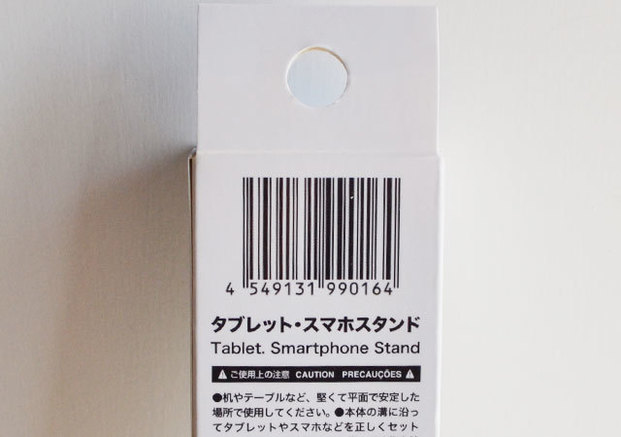 4 549131 990164
タブレット・スマホスタンド
Tablet. Smartphone Stand
⚠ ご使用上の注意 CAUTION PRECAUÇÕES ⚠
●机やテーブルなど、堅くて平面で安定した
場所で使用してください。●本体の溝に沿っ
てタブレットやスマホなどを正しくセット